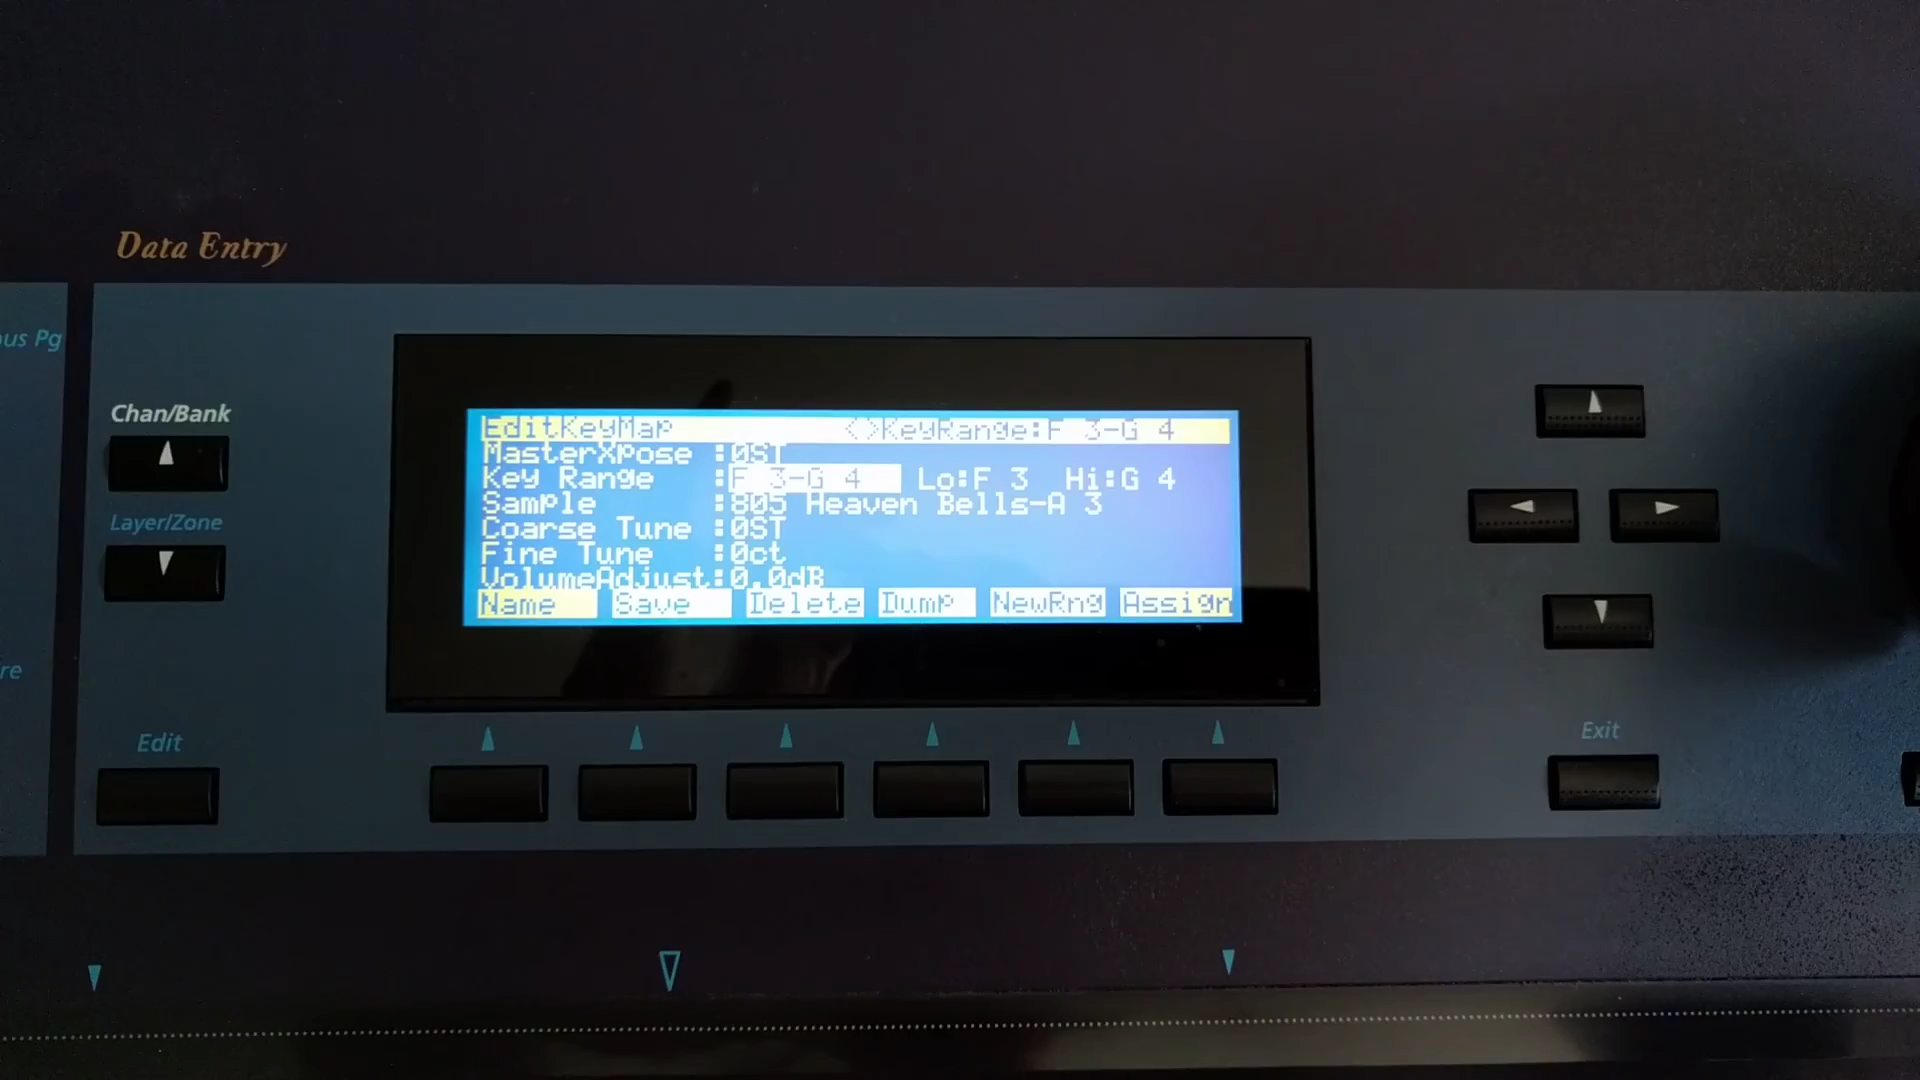 Data Entry
ous Pg
Chan/Bank
Layer/Zone
re
Edit
EditKeyMap <>KeyRange:F 3-G 4
MasterXpose :0ST
Key Range :F 3-G 4 Lo:F 3 Hi:G 4
Sample :805 Heaven Bells-A 3
Coarse Tune :0ST
Fine Tune :0ct
VolumeAdjust:0.0dB
Name Save Delete Dump NewRng Assign
Exit